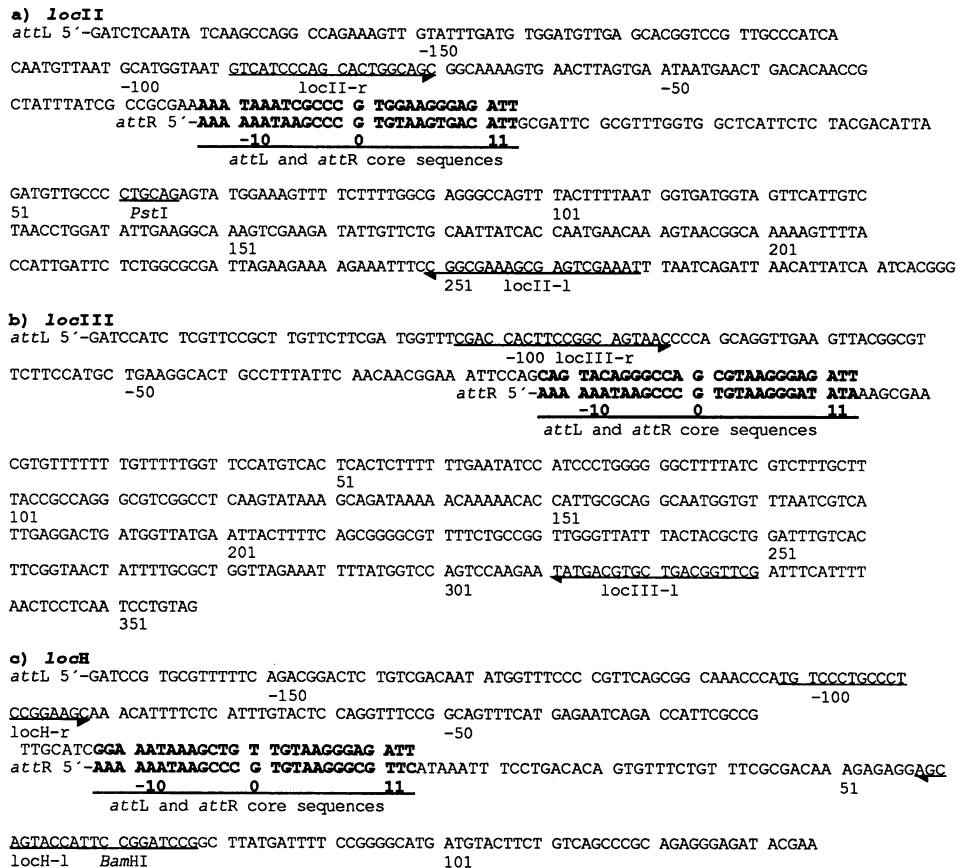 a) locII
attL 5´-GATCTCAATA TCAAGCCAGG CCAGAAAGTT GTATTTGATG TGGATGTTGA GCACGGTCCG TTGCCCATCA
-150
CAATGTTAAT GCATGGTAAT GTCATCCCAG CACTGGCAGC GGCAAAAGTG AACTTAGTGA ATAATGAACT GACACAACCG
-100 locII-r -50
CTATTTATCG CCGCGAAAAA TAAATCGCCC G TGGAAGGGAG ATT
attR 5´-AAA AAATAAGCCC G TGTAAGTGAC ATTGCGATTC GCGTTTGGTG GCTCATTCTC TACGACATTA
-10 0 11
attL and attR core sequences
GATGTTGCCC CTGCAGAGTA TGGAAAGTTT TCTTTTGGCG AGGGCCAGTT TACTTTTAAT GGTGATGGTA GTTCATTGTC
51 PstI 101
TAACCTGGAT ATTGAAGGCA AAGTCGAAGA TATTGTTCTG CAATTATCAC CAATGAACAA AGTAACGGCA AAAAGTTTTA
151 201
CCATTGATTC TCTGGCGCGA TTAGAAGAAA AGAAATTTCC GGCGAAAGCG AGTCGAAATT TAATCAGATT AACATTATCA ATCACGGG
251 locII-l
b) locIII
attL 5´-GATCCATC TCGTTCCGCT TGTTCTTCGA TGGTTTCGAC CACTTCCGGC AGTAACCCCA GCAGGTTGAA GTTACGGCGT
-100 locIII-r
TCTTCCATGC TGAAGGCACT GCCTTTATTC AACAACGGAA ATTCCAGCAG TACAGGGCCA G CGTAAGGGAG ATT
-50 attR 5´-AAA AAATAAGCCC G TGTAAGGGAT ATAAAGCGAA
-10 0 11
attL and attR core sequences
CGTGTTTTTT TGTTTTTGGT TTCCATGTCAC TCACTCTTTT TTGAATATCC ATCCCTGGGG GGCTTTTATC GTCTTTGCTT
51
TACCGCCAGG GCGTCGGCCT CAAGTATAAA GCAGATAAAA ACAAAAACAC CATTGCGCAG GCAATGGTGT TTAATCGTCA
101 151
TTGAGGACTG ATGGTTATGA ATTACTTTTC AGCGGGGCGT TTTCTGCCGG TTGGGTTATT TACTACGCTG GATTTGTCAC
201 251
TTCGGTAACT ATTTTGCGCT GGTTAGAAAT TTTATGGTCC AGTCCAAGAA TATGACGTGC TGACGGTTCG ATTTCATTTT
301 locIII-l
AACTCCTCAA TCCTGTAG
351
c) locH
attL 5´-GATCCG TGCGTTTTTC AGACGGACTC TGTCGACAAT ATGGTTTCCC CGTTCAGCGG CAAACCCATG TCCCTGCCCT
-150 -100
CCGGAAGCAA ACATTTTCTC ATTTGTACTC CAGGTTTCCG GCAGTTTCAT GAGAATCAGA CCATTCGCCG
locH-r -50
TTGCATCGGA AATAAAGCTG T TGTAAGGGAG ATT
attR 5´-AAA AAATAAGCCC G TGTAAGGGCG TTCATAAATT TCCTGACACA GTGTTTCTGT TTCGCGACAA AGAGAGGAGC
-10 0 11 51
attL and attR core sequences
AGTACCATTC CCGGATCCGGC TTATGATTTT CCGGGGCATG ATGTACTTCT GTCAGCCCGC AGAGGGAGAT ACGAA
locH-l BamHI 101